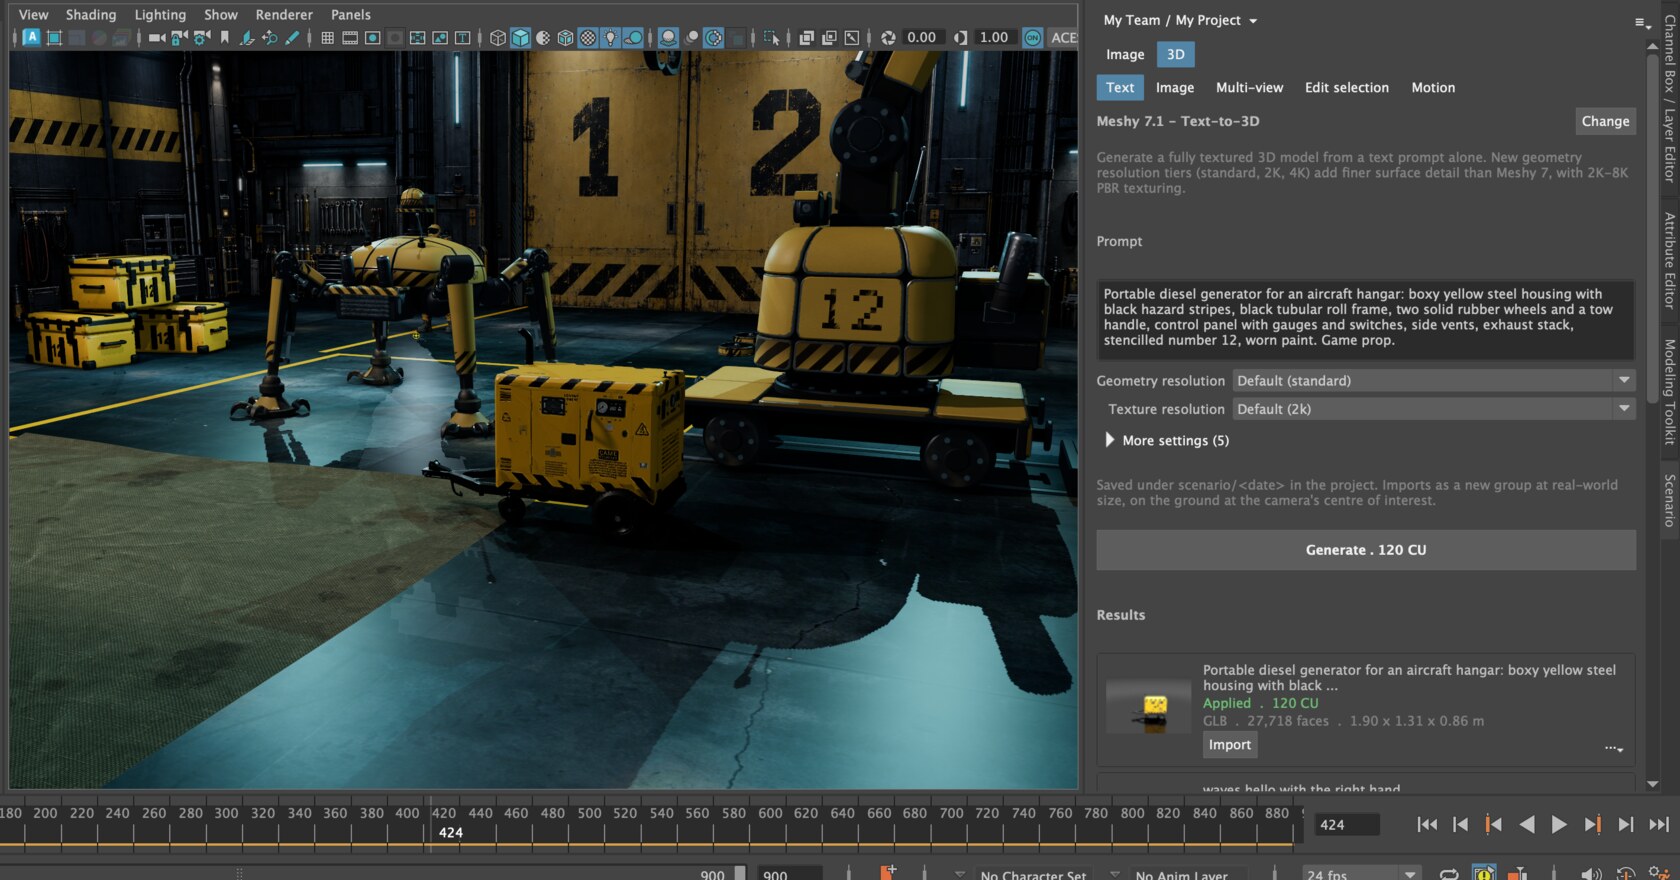 View Shading Lighting Show Renderer Panels
A
0.00 1.00 ON ACE
1 2
12
12
My Team / My Project
Image 3D
Text Image Multi-view Edit selection Motion
Meshy 7.1 – Text-to-3D
Change
Generate a fully textured 3D model from a text prompt alone. New geometry
resolution tiers (standard, 2K, 4K) add finer surface detail than Meshy 7, with 2K-8K
PBR texturing.
Prompt
Portable diesel generator for an aircraft hangar: boxy yellow steel housing with
black hazard stripes, black tubular roll frame, two solid rubber wheels and a tow
handle, control panel with gauges and switches, side vents, exhaust stack,
stencilled number 12, worn paint. Game prop.
Geometry resolution Default (standard)
Texture resolution Default (2k)
More settings (5)
Saved under scenario/<date> in the project. Imports as a new group at real-world
size, on the ground at the camera's centre of interest.
Generate . 120 CU
Results
Portable diesel generator for an aircraft hangar: boxy yellow steel
housing with black ...
Applied . 120 CU
GLB . 27,718 faces . 1.90 x 1.31 x 0.86 m
Import
...
waves hello with the right hand
Channel Box / Layer Editor
Attribute Editor
Modeling Toolkit
Scenario
180 200 220 240 260 280 300 320 340 360 380 400 420 440 460 480 500 520 540 560 580 600 620 640 660 680 700 720 740 760 780 800 820 840 860 880
424
424
900 900 No Character Set No Anim Layer 24 fps